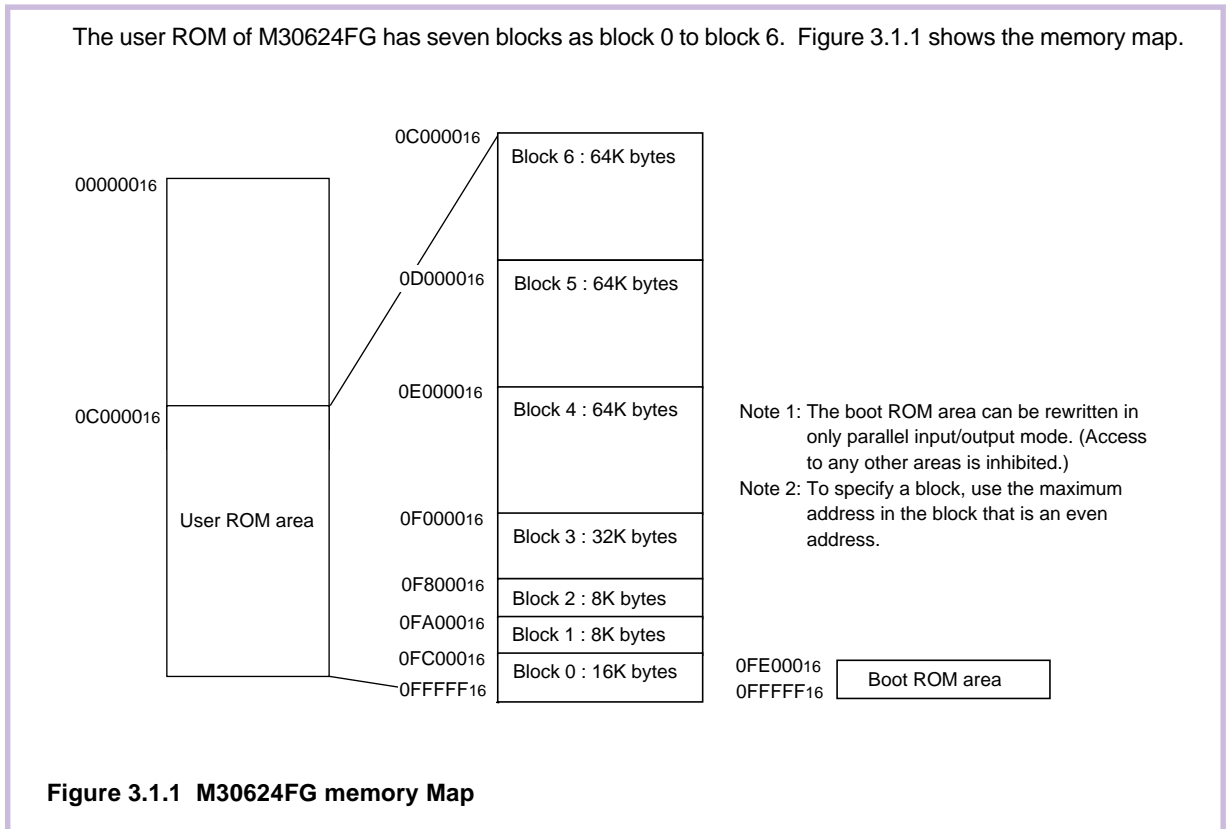 The user ROM of M30624FG has seven blocks as block 0 to block 6. Figure 3.1.1 shows the memory map.
00000016
0C000016
User ROM area
0C000016
Block 6 : 64K bytes
0D000016
Block 5 : 64K bytes
0E000016
Block 4 : 64K bytes
0F000016
Block 3 : 32K bytes
0F800016
Block 2 : 8K bytes
0FA00016
Block 1 : 8K bytes
0FC00016
Block 0 : 16K bytes
0FFFFF16
Note 1: The boot ROM area can be rewritten in
only parallel input/output mode. (Access
to any other areas is inhibited.)
Note 2: To specify a block, use the maximum
address in the block that is an even
address.
0FE00016
0FFFFF16
Boot ROM area
Figure 3.1.1 M30624FG memory Map